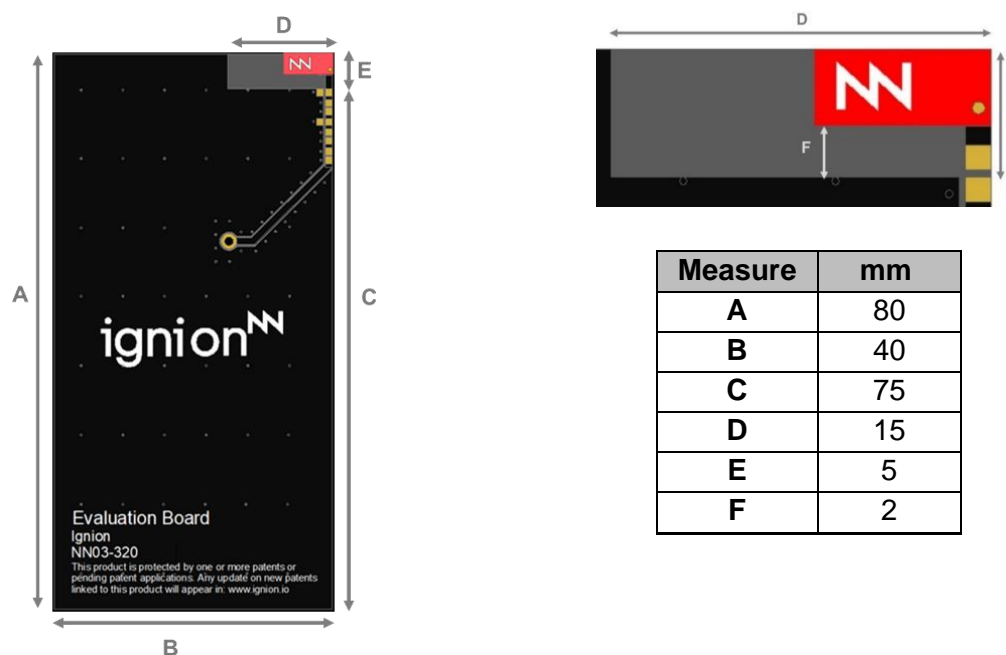 D
E
A
C
B
ignion
Evaluation Board
Ignion
NN03-320
This product is protected by one or more patents or
pending patent applications. Any update on new patents
linked to this product will appear in: www.ignion.io
D
F
Measure mm
A 80
B 40
C 75
D 15
E 5
F 2